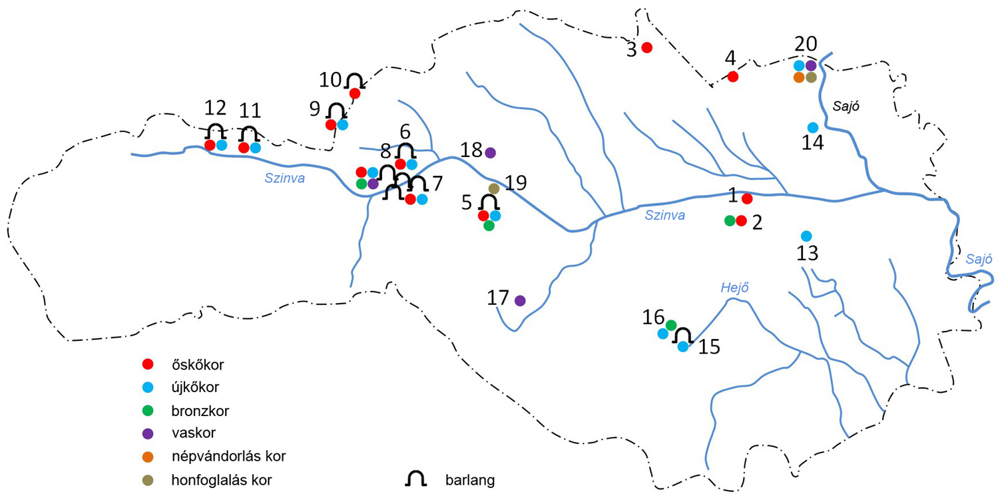 3
4
20
10
Sajó
12
11
9
6
14
8
18
Szinva
7
19
5
1
Szinva
2
13
Sajó
Hejő
17
16
15
őskőkor
újkőkor
bronzkor
vaskor
népvándorlás kor
honfoglalás kor
barlang